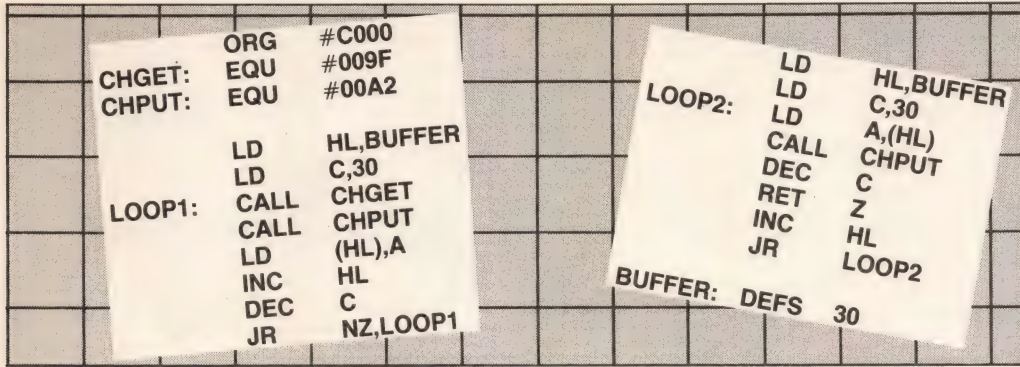 ORG #C000
CHGET: EQU #009F
CHPUT: EQU #00A2
LD HL,BUFFER
LD C,30
LOOP1: CALL CHGET
CALL CHPUT
LD (HL),A
INC HL
DEC C
JR NZ,LOOP1
LD HL,BUFFER
LD C,30
LOOP2: LD A,(HL)
CALL CHPUT
DEC C
RET Z
INC HL
JR LOOP2
BUFFER: DEFS 30